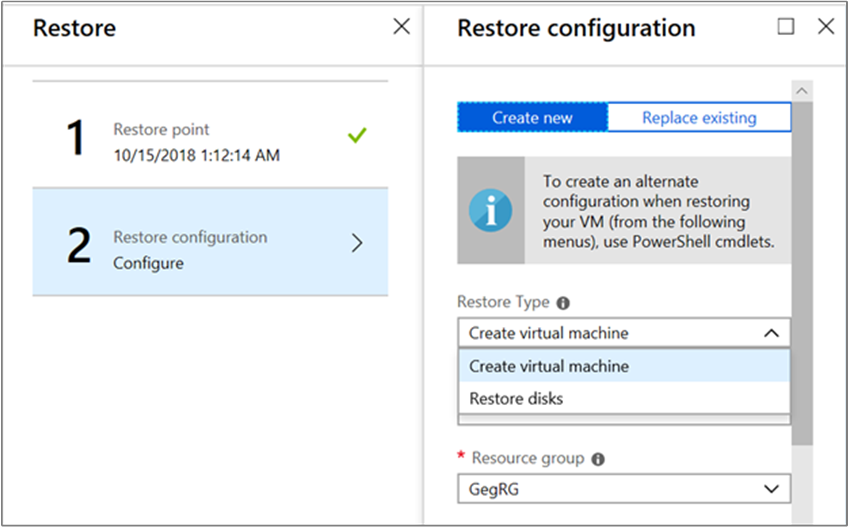 Restore
1
Restore point
10/15/2018 1:12:14 AM
2
Restore configuration
Configure
Restore configuration
Create new
Replace existing
To create an alternate
configuration when restoring
your VM (from the following
menus), use PowerShell cmdlets.
Restore Type
Create virtual machine
Create virtual machine
Restore disks
* Resource group
GegRG